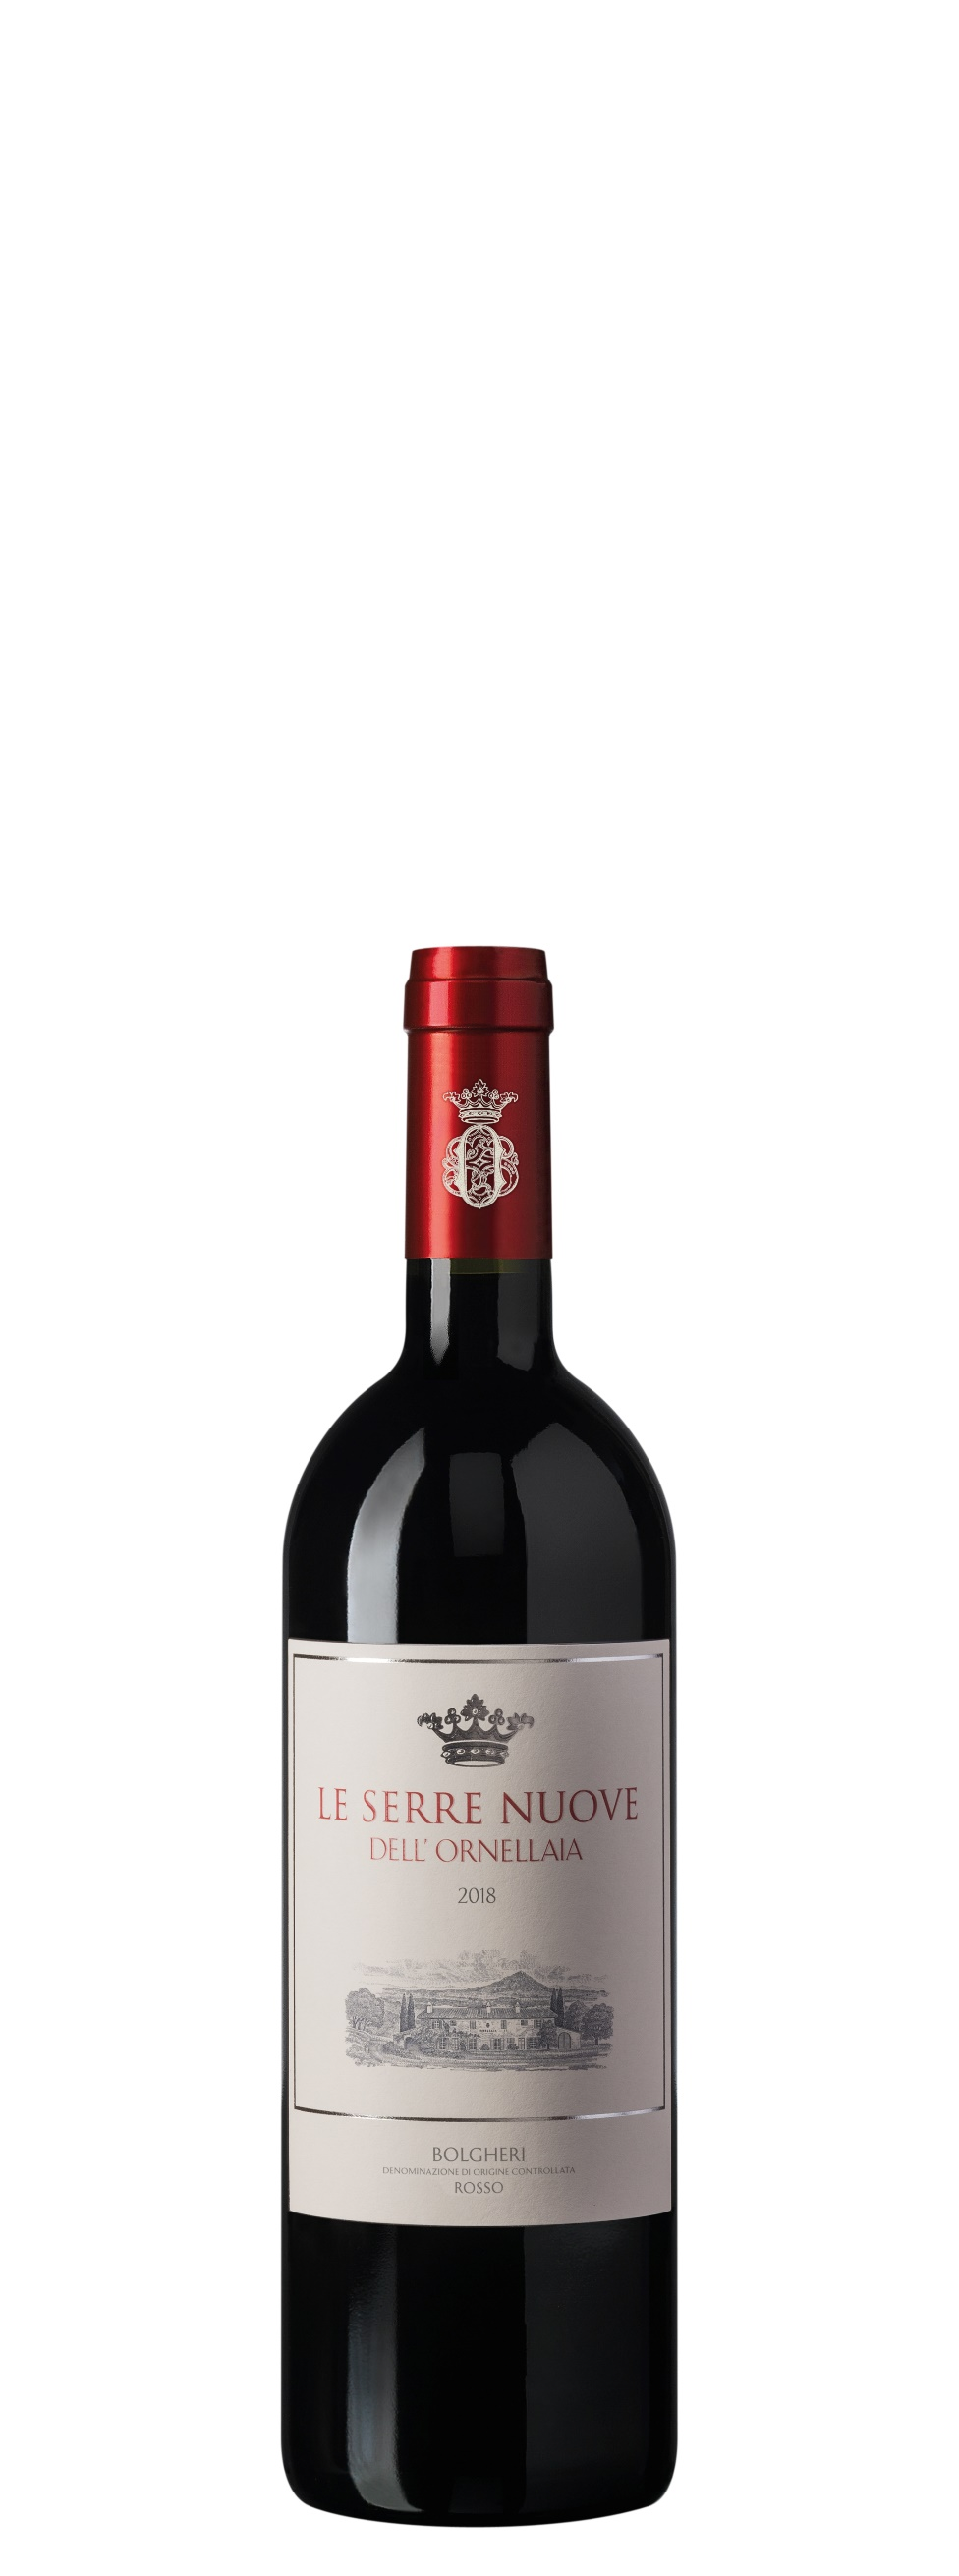 LE SERRE NUOVE
DELL' ORNELLAIA
2018
BOLGHERI
DENOMINAZIONE DI ORIGINE CONTROLLATA
ROSSO